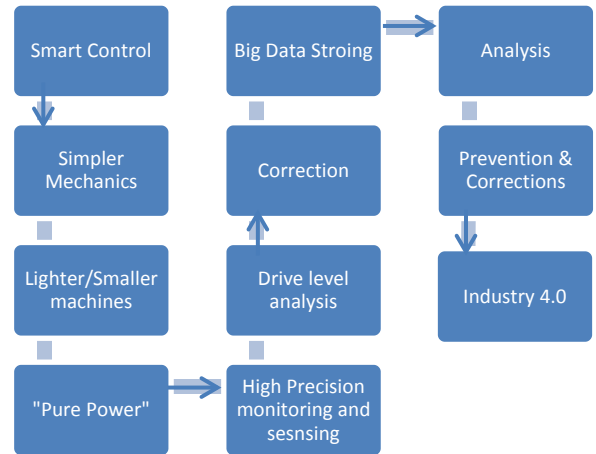 Smart Control
Simpler
Mechanics
Lighter/Smaller
machines
"Pure Power"
High Precision
monitoring and
sesnsing
Drive level
analysis
Correction
Big Data Stroing
Analysis
Prevention &
Corrections
Industry 4.0